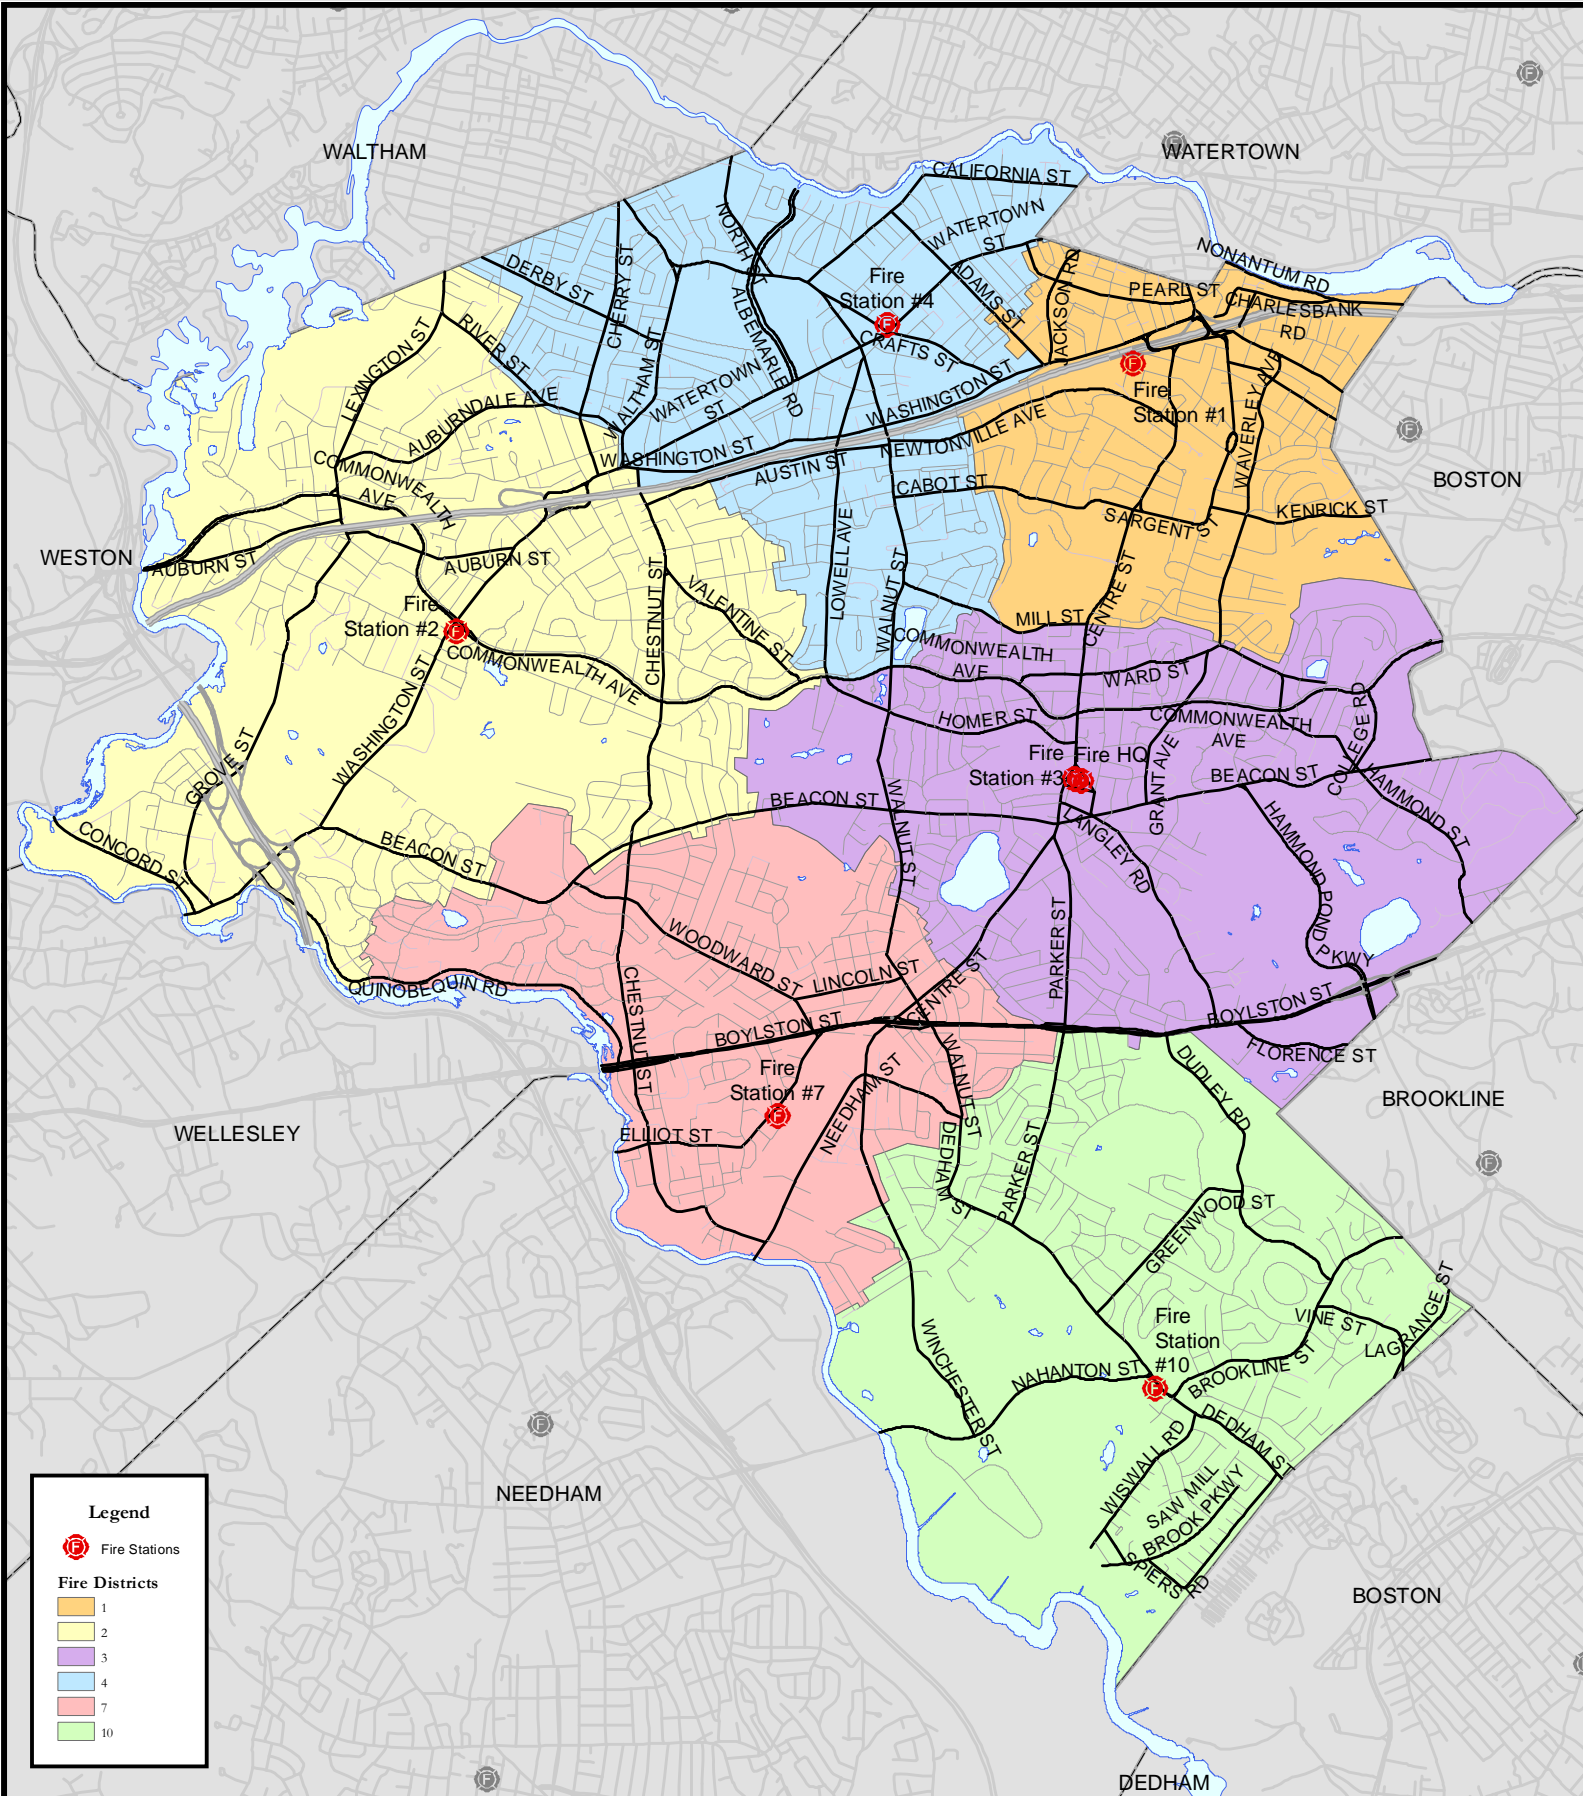 WALTHAM
WATERTOWN
CALIFORNIA ST
WATERTOWN
ST
NORTH ST
NONANTUM RD
DERBY ST
CHERRY ST
Fire
Station #4
ADAMS ST
JACKSON RD
PEARL ST
CHARLESBANK
RD
ALBEMARLE RD
LEXINGTON ST
RIVER ST
WALTHAM ST
CRAFTS ST
WATERTOWN
ST
WASHINGTON ST
Fire
Station #1
WAVERLEY AVE
AUBURNDALE AVE
COMMONWEALTH
AVE
WASHINGTON ST
AUSTIN ST
NEWTONVILLE AVE
CABOT ST
BOSTON
SARGENT ST
KENRICK ST
WESTON
AUBURN ST
AUBURN ST
CHESTNUT ST
VALENTINE ST
LOWELL AVE
WALNUT ST
CENTRE ST
MILL ST
Fire
Station #2
COMMONWEALTH AVE
COMMONWEALTH
AVE
WARD ST
WASHINGTON ST
HOMER ST
COMMONWEALTH
AVE
COLLEGE RD
GROVE ST
Fire
Station #3
Fire HQ
GRANT AVE
BEACON ST
HAMMOND ST
BEACON ST
WALNUT ST
LANGLEY RD
HAMMOND POND PKWY
CONCORD ST
BEACON ST
WOODWARD ST
LINCOLN ST
CENTRE ST
PARKER ST
QUINOBEQUIN RD
CHESTNUT ST
BOYLSTON ST
BOYLSTON ST
FLORENCE ST
Fire
Station #7
NEEDHAM ST
WALNUT ST
DUDLEY RD
BROOKLINE
WELLESLEY
ELLIOT ST
DEDHAM ST
PARKER ST
GREENWOOD ST
WINCHESTER ST
Fire
Station
#10
VINE ST
LAGRANGE ST
NAHANTON ST
BROOKLINE ST
DEDHAM ST
WISWALL RD
SAW MILL
BROOK PKWY
SPIERS RD
NEEDHAM
BOSTON
DEDHAM
Legend
Fire Stations
Fire Districts
1
2
3
4
7
10